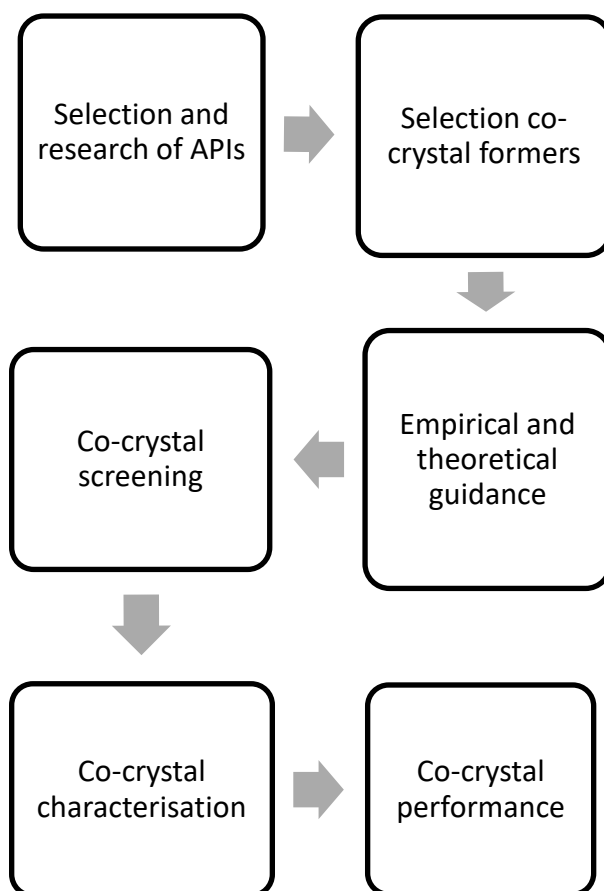 Selection and
research of APIs
Selection co-
crystal formers
Empirical and
theoretical
guidance
Co-crystal
screening
Co-crystal
characterisation
Co-crystal
performance